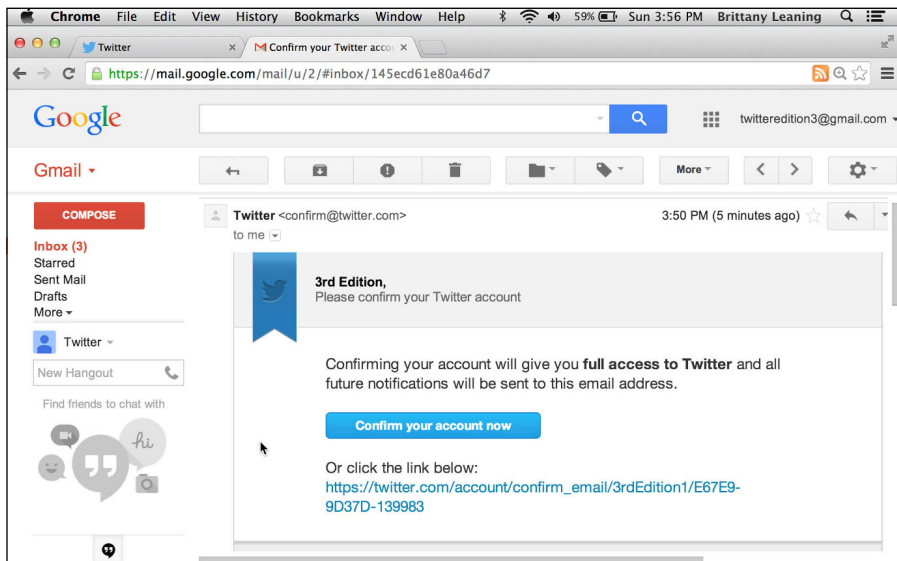 Chrome File Edit View History Bookmarks Window Help 59% Sun 3:56 PM Brittany Leaning
Twitter × Confirm your Twitter accou ×
https://mail.google.com/mail/u/2/#inbox/145ecd61e80a46d7
Google
twitteredition3@gmail.com
Gmail
More
COMPOSE
Twitter <confirm@twitter.com> 3:50 PM (5 minutes ago)
to me
Inbox (3)
Starred
Sent Mail
Drafts
More
Twitter
New Hangout
Find friends to chat with
hi
3rd Edition,
Please confirm your Twitter account
Confirming your account will give you full access to Twitter and all
future notifications will be sent to this email address.
Confirm your account now
Or click the link below:
https://twitter.com/account/confirm_email/3rdEdition1/E67E9-
9D37D-139983